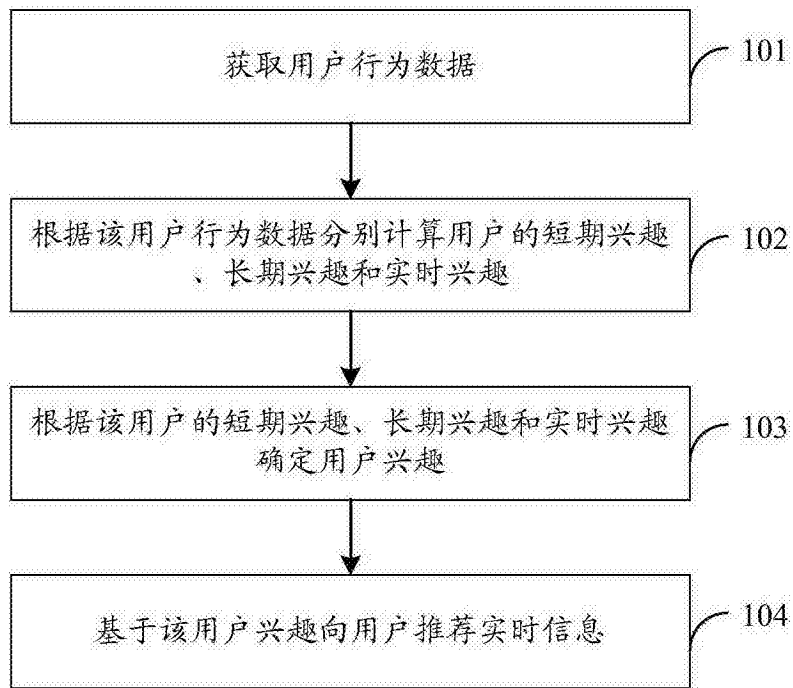 获取用户行为数据
101
根据该用户行为数据分别计算用户的短期兴趣
、长期兴趣和实时兴趣
102
根据该用户的短期兴趣、长期兴趣和实时兴趣
确定用户兴趣
103
基于该用户兴趣向用户推荐实时信息
104